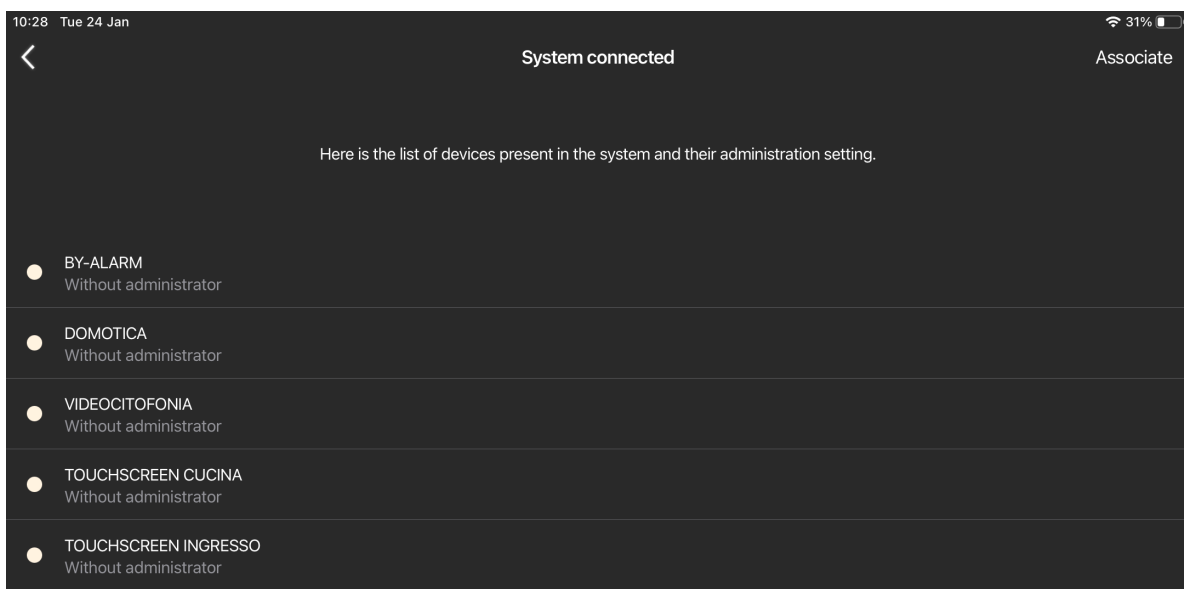 10:28 Tue 24 Jan
31%
System connected
Associate
Here is the list of devices present in the system and their administration setting.
BY-ALARM
Without administrator
DOMOTICA
Without administrator
VIDEOCITOFONIA
Without administrator
TOUCHSCREEN CUCINA
Without administrator
TOUCHSCREEN INGRESSO
Without administrator